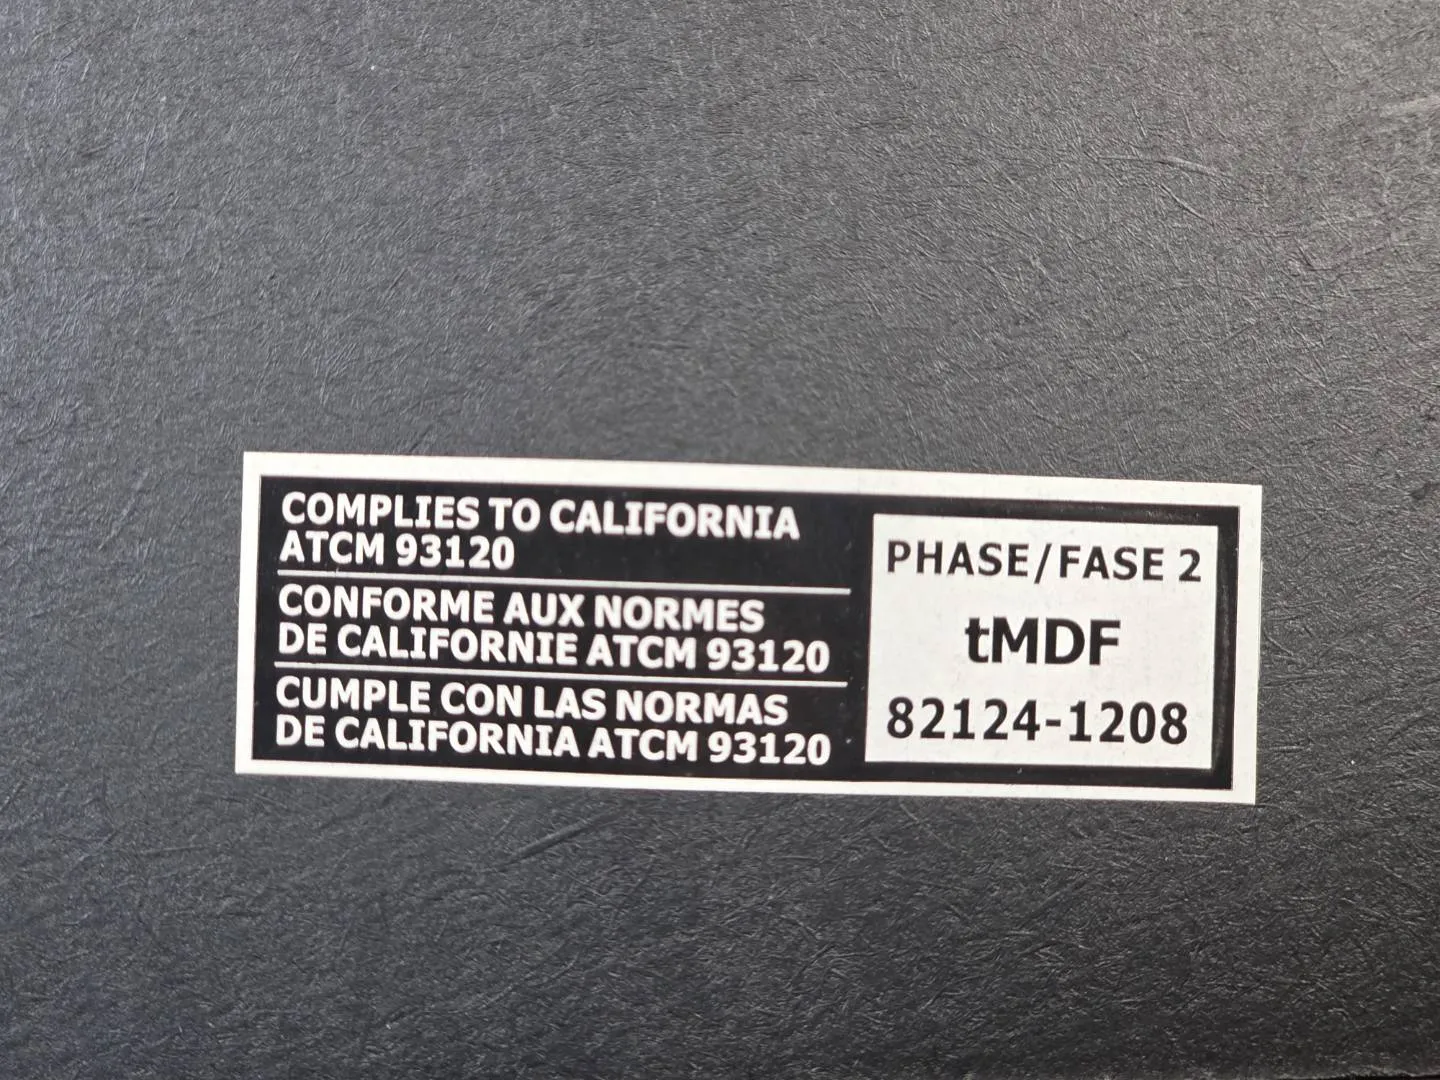 COMPLIES TO CALIFORNIA
ATCM 93120
CONFORME AUX NORMES
DE CALIFORNIE ATCM 93120
CUMPLE CON LAS NORMAS
DE CALIFORNIA ATCM 93120
PHASE/FASE 2
tMDF
82124-1208